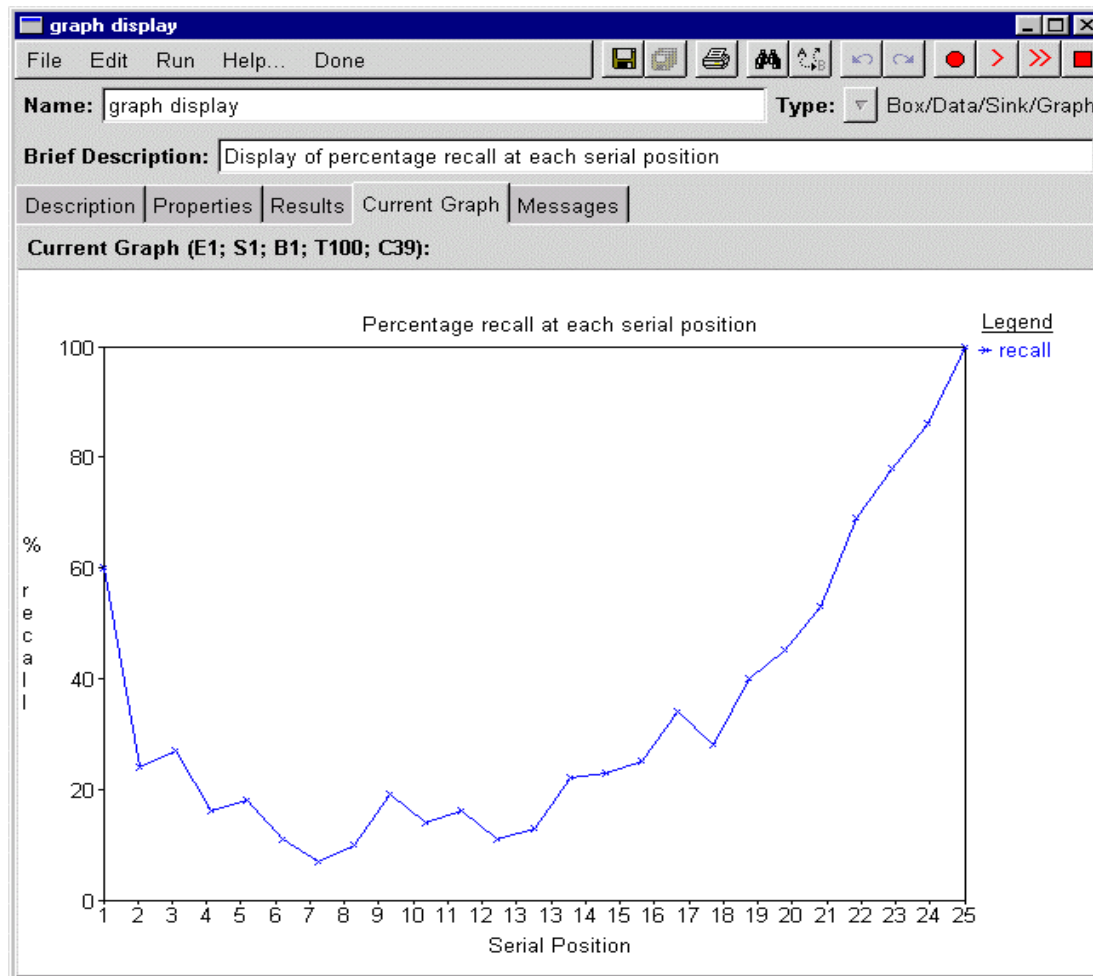 graph display
File Edit Run Help... Done
Name: graph display Type: Box/Data/Sink/Graph
Brief Description: Display of percentage recall at each serial position
Description Properties Results Current Graph Messages
Current Graph (E1; S1; B1; T100; C39):
Percentage recall at each serial position
Legend
recall
100
80
60
40
20
0
% recall
1 2 3 4 5 6 7 8 9 10 11 12 13 13 14 15 16 17 18 19 20 21 22 23 24 25
Serial Position